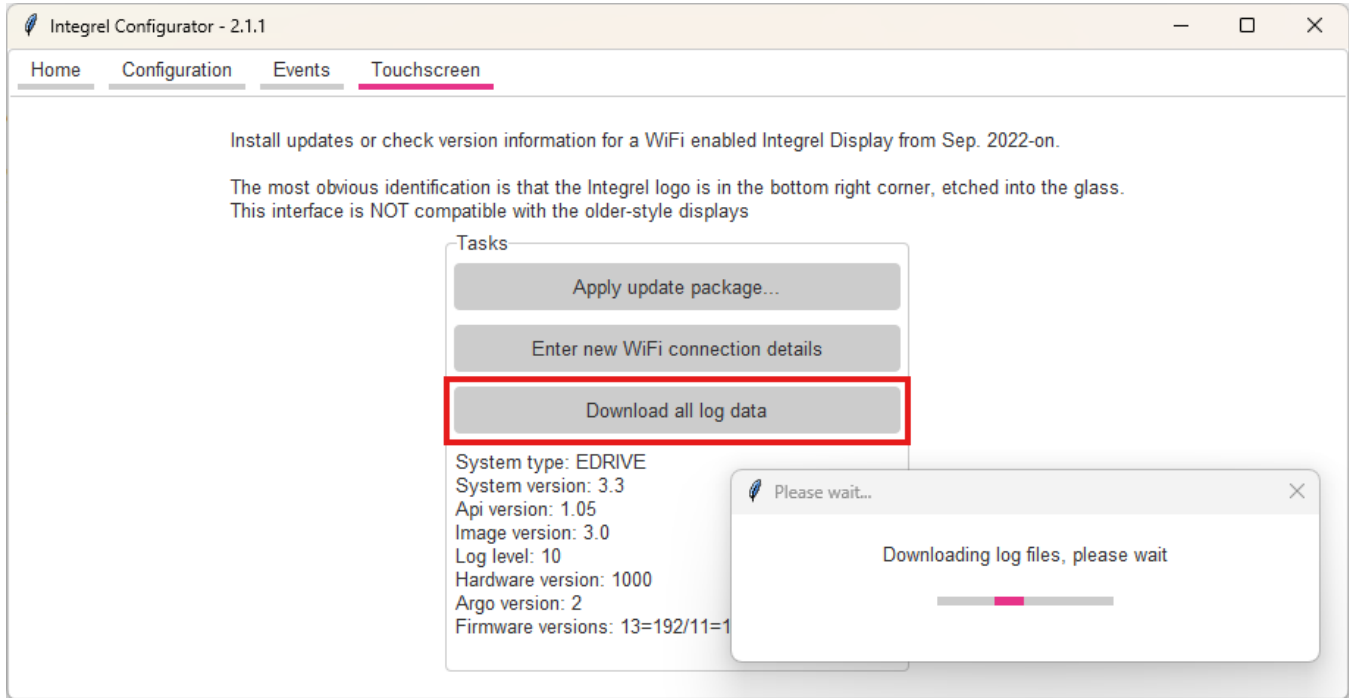 Integrel Configurator - 2.1.1
Home Configuration Events Touchscreen
Install updates or check version information for a WiFi enabled Integrel Display from Sep. 2022-on.
The most obvious identification is that the Integrel logo is in the bottom right corner, etched into the glass.
This interface is NOT compatible with the older-style displays
Tasks
Apply update package...
Enter new WiFi connection details
Download all log data
System type: EDRIVE
System version: 3.3
Api version: 1.05
Image version: 3.0
Log level: 10
Hardware version: 1000
Argo version: 2
Firmware versions: 13=192/11=1
Please wait...
Downloading log files, please wait